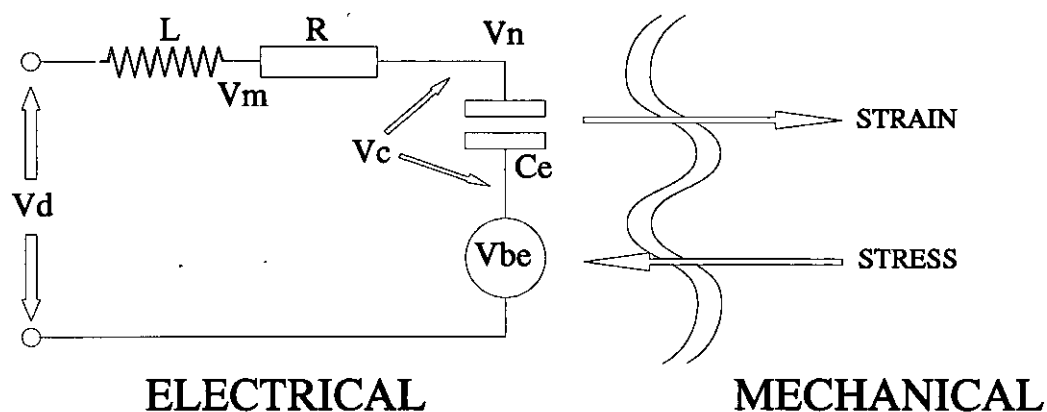 L
R
Vn
Vm
STRAIN
Vc
Ce
Vd
Vbe
STRESS
ELECTRICAL
MECHANICAL